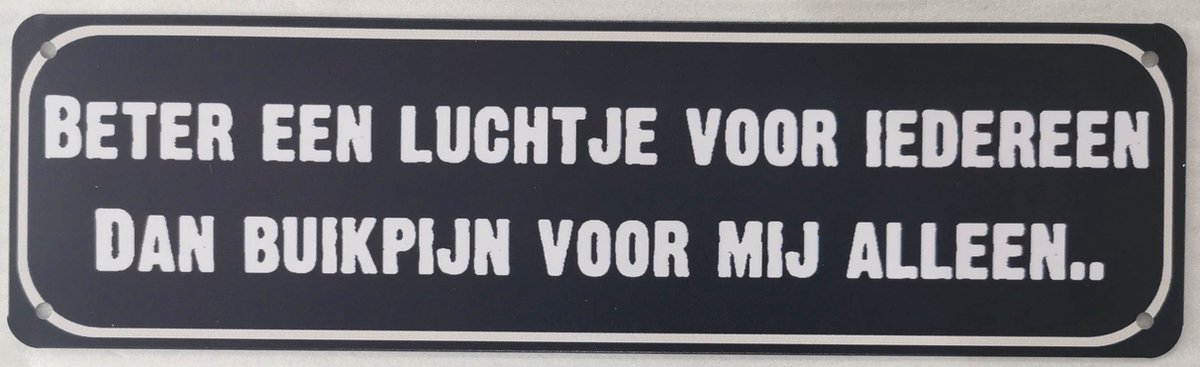 Beter een luchtje voor iedereen
Dan buikpijn voor mij alleen..